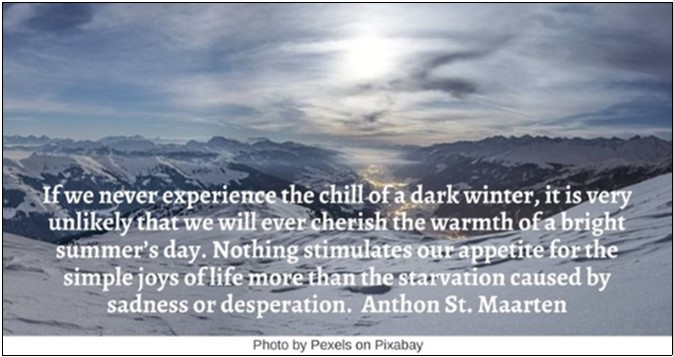 If we never experience the chill of a dark winter, it is very
unlikely that we will ever cherish the warmth of a bright
summer’s day. Nothing stimulates our appetite for the
simple joys of life more than the starvation caused by
sadness or desperation.  Anthon St. Maarten
Photo by Pexels on Pixabay